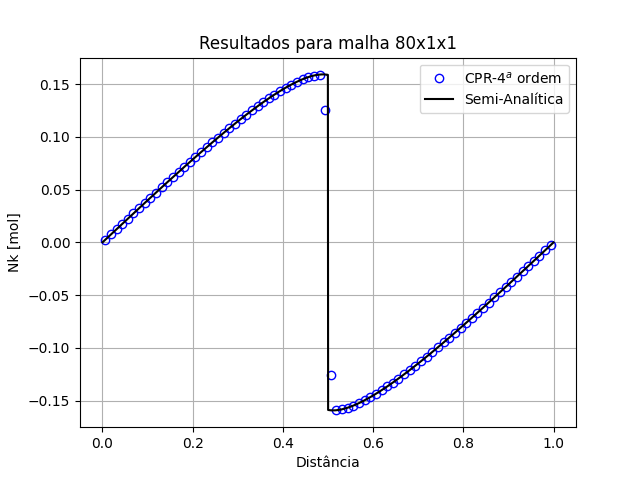 Resultados para malha 80x1x1
CPR-4ª ordem
Semi-Analítica
Nk [mol]
0.15
0.10
0.05
0.00
−0.05
−0.10
−0.15
0.0 0.2 0.4 0.6 0.8 1.0
Distância